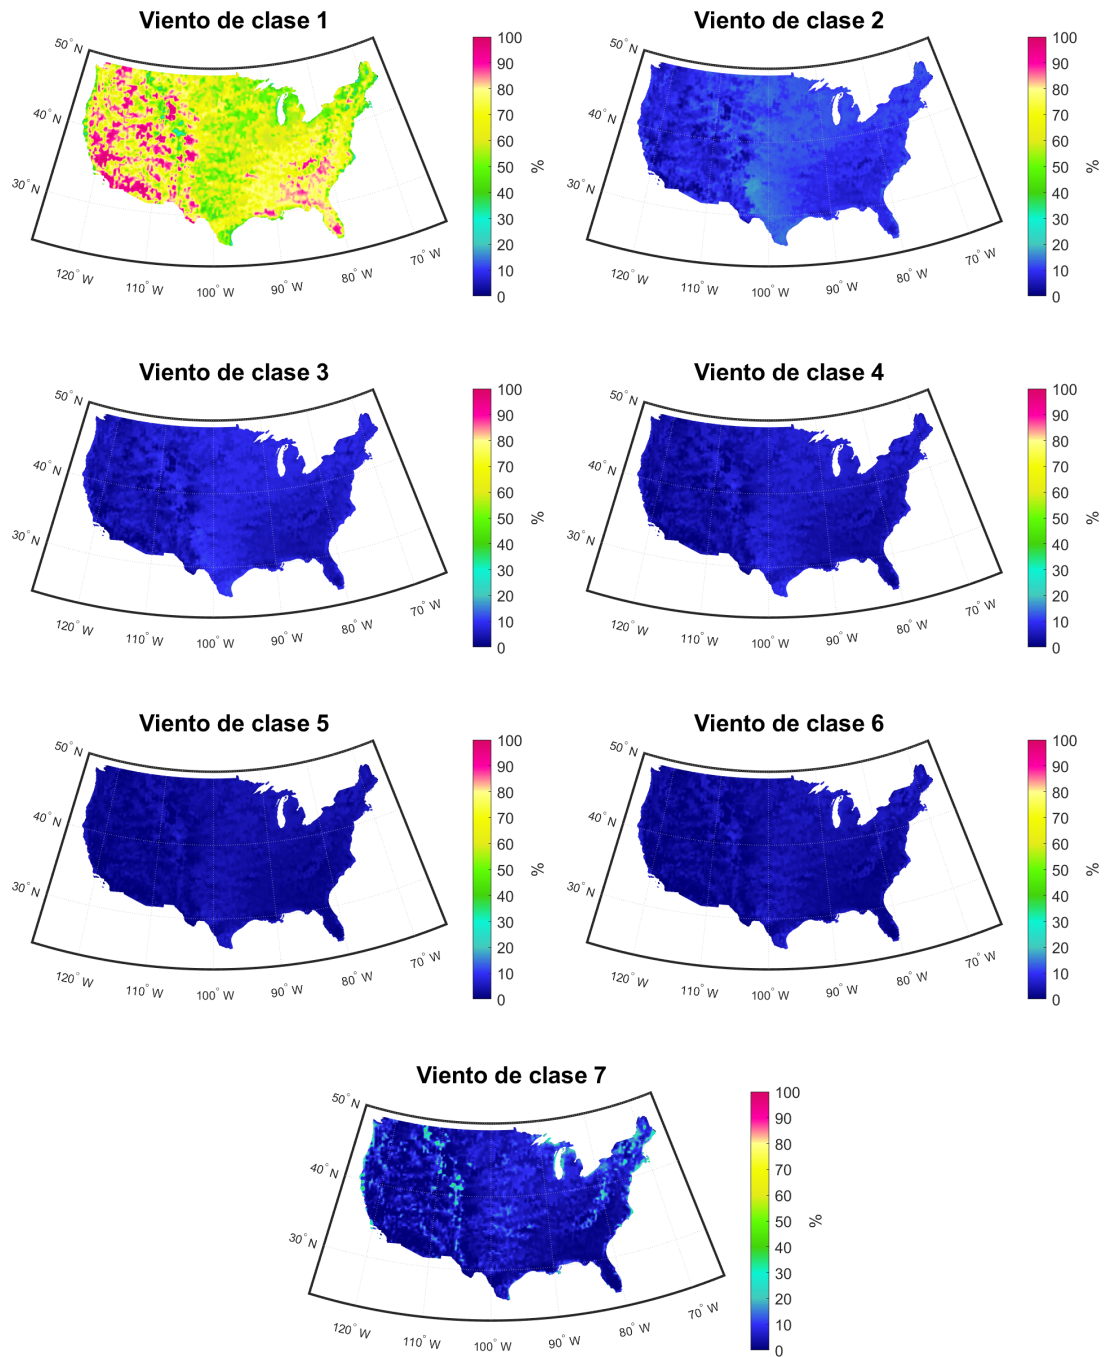 Viento de clase 1
50° N
40° N
30° N
120° W
110° W
100° W
90° W
80° W
70° W
100
90
80
70
60
50
40
30
20
10
0
%
Viento de clase 2
50° N
40° N
30° N
120° W
110° W
100° W
90° W
80° W
70° W
100
90
80
70
60
50
40
30
20
10
0
%
Viento de clase 3
50° N
40° N
30° N
120° W
110° W
100° W
90° W
80° W
70° W
100
90
80
70
60
50
40
30
20
10
0
%
Viento de clase 4
50° N
40° N
30° N
120° W
110° W
100° W
90° W
80° W
70° W
100
90
80
70
60
50
40
30
20
10
0
%
Viento de clase 5
50° N
40° N
30° N
120° W
110° W
100° W
90° W
80° W
70° W
100
90
80
70
60
50
40
30
20
10
0
%
Viento de clase 6
50° N
40° N
30° N
120° W
110° W
100° W
90° W
80° W
70° W
100
90
80
70
60
50
40
30
20
10
0
%
Viento de clase 7
50° N
40° N
30° N
120° W
110° W
100° W
90° W
80° W
70° W
100
90
80
70
60
50
40
30
20
10
0
%